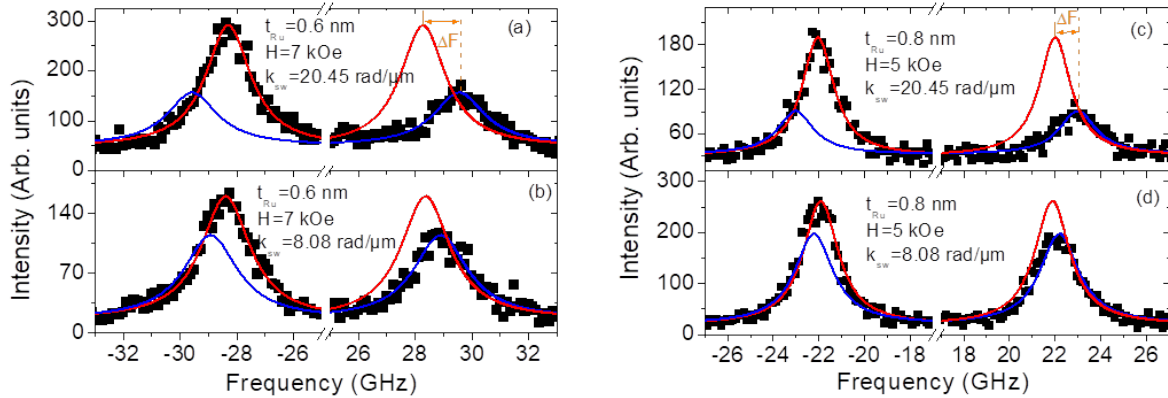 Intensity (Arb. units)
300
200
100
0
t_Ru=0.6 nm
H=7 kOe
k_sw=20.45 rad/µm
(a)
ΔF
140
70
0
t_Ru=0.6 nm
H=7 kOe
k_sw=8.08 rad/µm
(b)
-32 -30 -28 -26 26 28 30 32
Frequency (GHz)
Intensity (Arb. units)
180
120
60
t_Ru=0.8 nm
H=5 kOe
k_sw=20.45 rad/µm
(c)
ΔF
300
200
100
0
t_Ru=0.8 nm
H=5 kOe
k_sw=8.08 rad/µm
(d)
-26 -24 -22 -20 -18 18 20 22 24 26
Frequency (GHz)